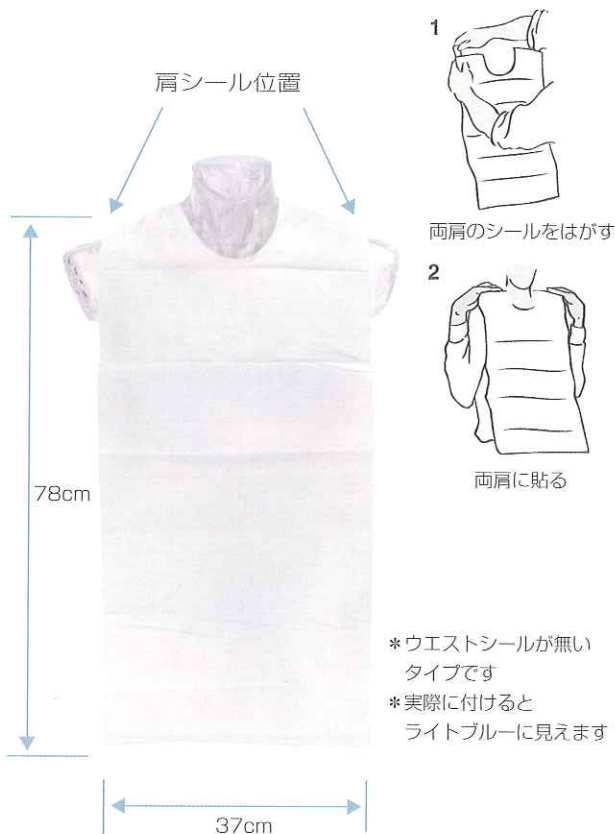 肩シール位置
78cm
37cm
1
両肩のシールをはがす
2
両肩に貼る
＊ウエストシールが無い
タイプです
＊実際に付けると
ライトブルーに見えます